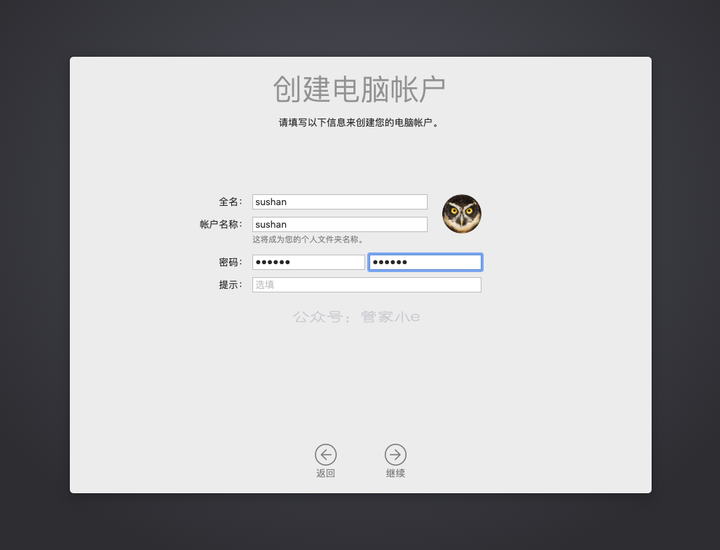 创建电脑帐户
请填写以下信息来创建您的电脑帐户。
全名： sushan
帐户名称： sushan
这将成为您的个人文件夹名称。
密码： •••••• ••••••
提示： 选填
公众号：管家小e
返回 继续